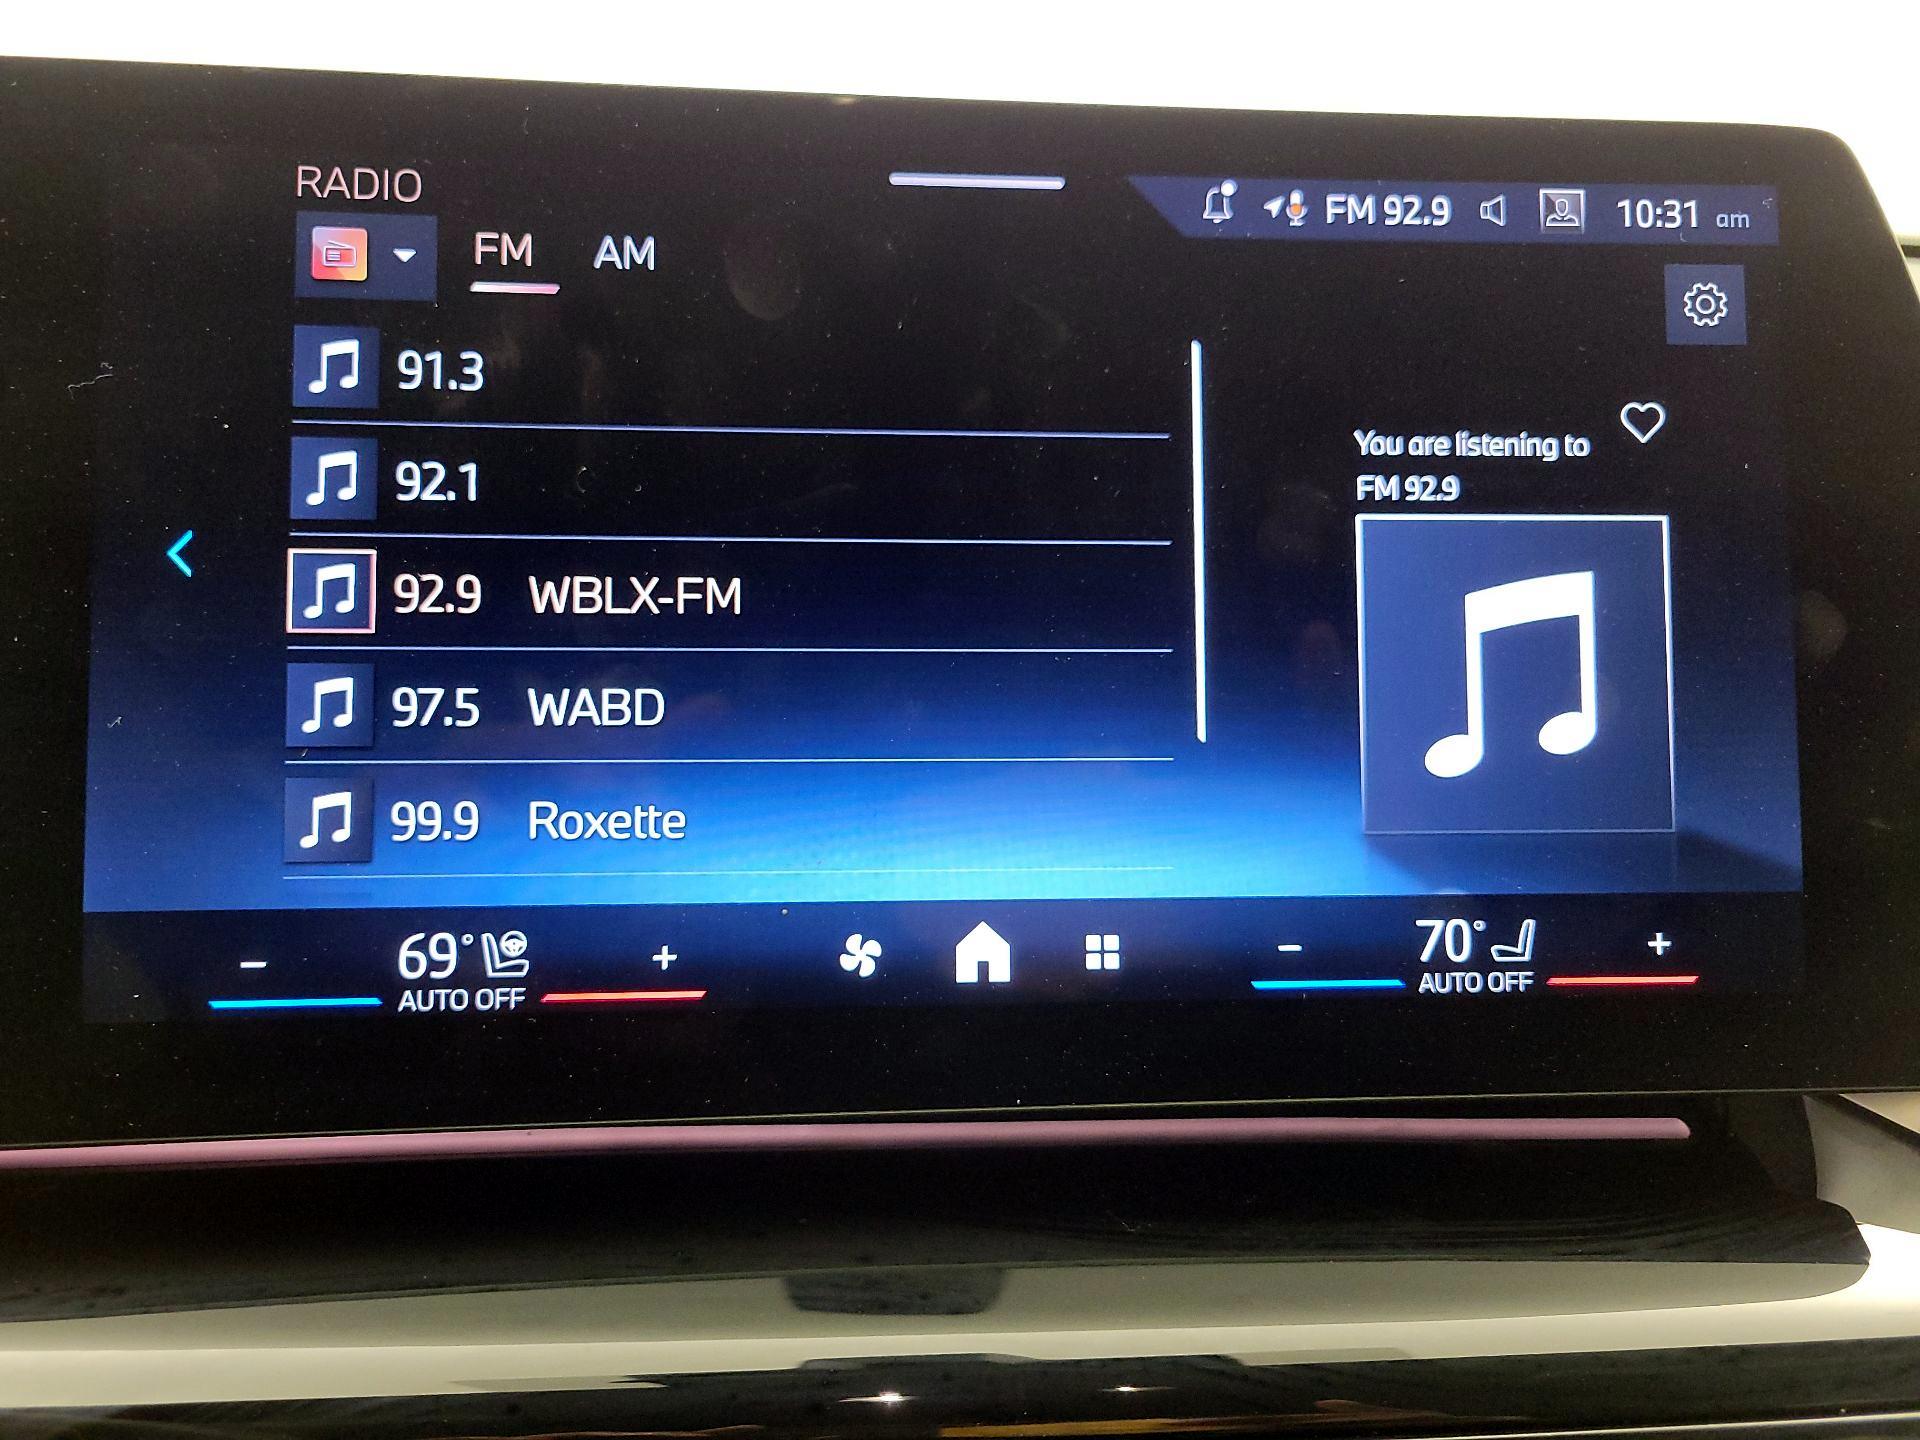 RADIO
FM AM
FM 92.9 10:31 am
91.3
92.1
92.9 WBLX-FM
97.5 WABD
99.9 Roxette
You are listening to
FM 92.9
− 69° +
AUTO OFF
− 70° +
AUTO OFF